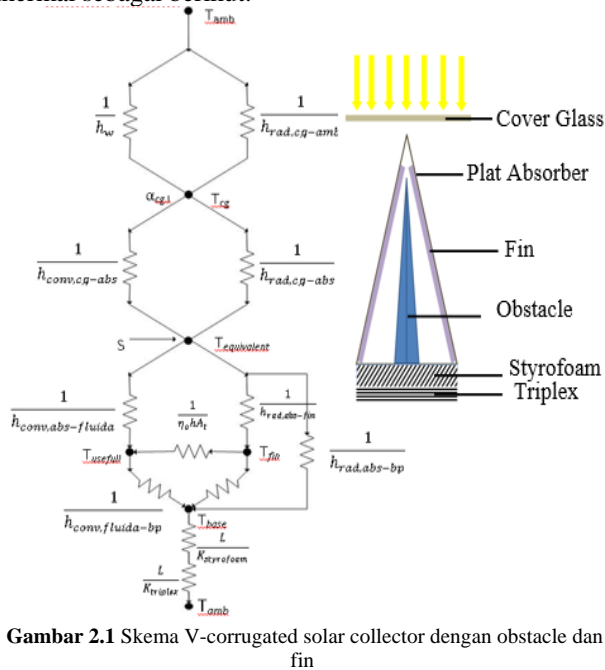 thermal sebagai berikut:
T_amb
1/h_w
1/h_rad,cg-amb
α_cg,I
T_cg
1/h_conv,cg-abs
1/h_rad,cg-abs
S
T_equivalent
1/h_conv,abs-fluida
1/η_o hA_t
1/h_rad,abs-fin
1/h_rad,abs-bp
T_usefull
T_fin
1/h_conv,fluida-bp
T_base
L/K_styrofoam
L/K_triplex
T_amb
Cover Glass
Plat Absorber
Fin
Obstacle
Styrofoam
Triplex
Gambar 2.1 Skema V-corrugated solar collector dengan obstacle dan
fin